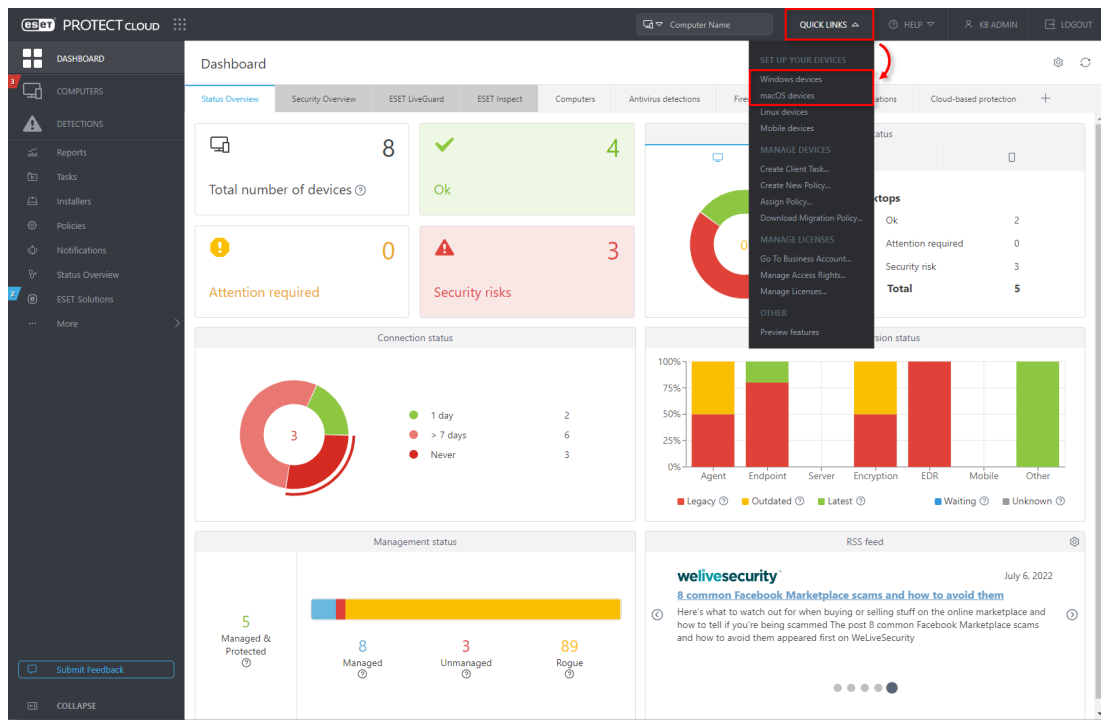 eset PROTECT CLOUD
Computer Name
QUICK LINKS
HELP
KB ADMIN
LOGOUT
DASHBOARD
3
COMPUTERS
DETECTIONS
Reports
Tasks
Installers
Policies
Notifications
Status Overview
2
ESET Solutions
More
Submit Feedback
COLLAPSE
Dashboard
Status Overview
Security Overview
ESET LiveGuard
ESET Inspect
Computers
Antivirus detections
Cloud-based protection
SET UP YOUR DEVICES
Windows devices
macOS devices
Linux devices
Mobile devices
MANAGE DEVICES
Create Client Task...
Create New Policy...
Assign Policy...
Download Migration Policy...
MANAGE LICENSES
Go To Business Account...
Manage Access Rights...
Manage Licenses...
OTHER
Preview features
8
Total number of devices
4
Ok
0
Attention required
3
Security risks
0
Ok 2
Attention required 0
Security risk 3
Total 5
Connection status
3
1 day 2
> 7 days 6
Never 3
100%
75%
50%
25%
0%
Agent Endpoint Server Encryption EDR Mobile Other
Legacy Outdated Latest Waiting Unknown
Management status
5
Managed &
Protected
8
Managed
3
Unmanaged
89
Rogue
RSS feed
welivesecurity
July 6, 2022
8 common Facebook Marketplace scams and how to avoid them
Here's what to watch out for when buying or selling stuff on the online marketplace and
how to tell if you're being scammed The post 8 common Facebook Marketplace scams
and how to avoid them appeared first on WeLiveSecurity